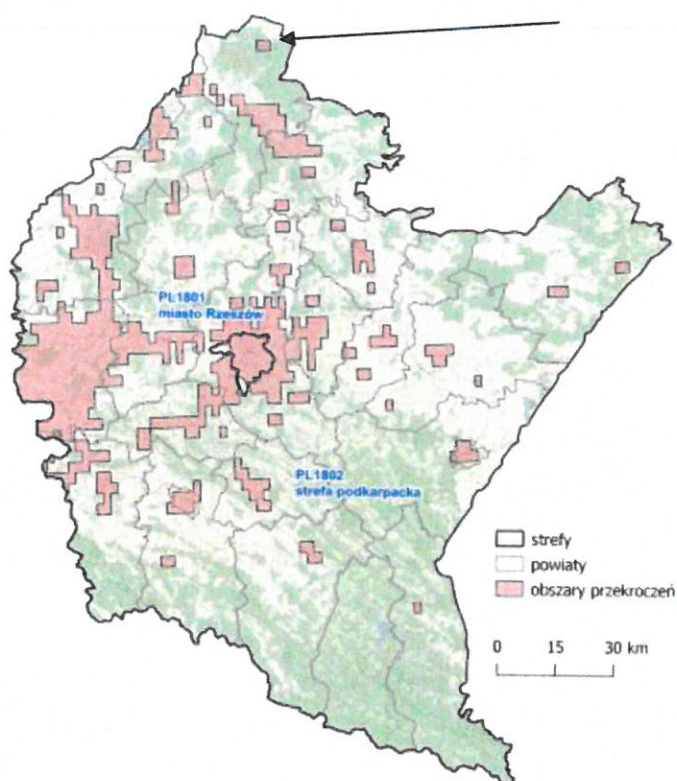 PL1801
miasto Rzeszów
PL1802
strefa podkarpacka
strefy
powiaty
obszary przekroczeń
0 15 30 km